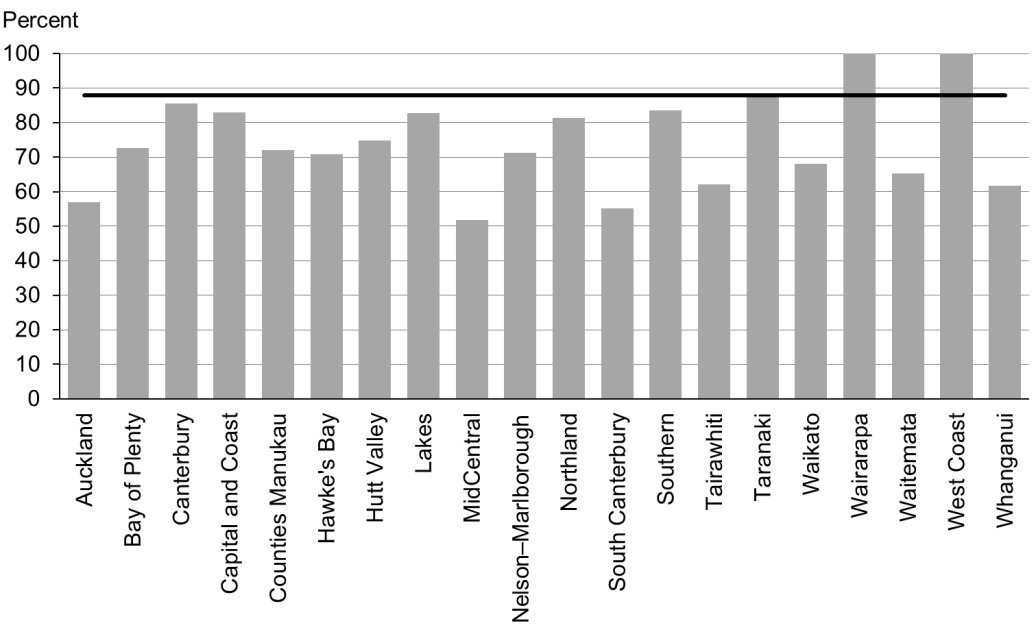 Percent
100
90
80
70
60
50
40
30
20
10
0
Auckland
Bay of Plenty
Canterbury
Capital and Coast
Counties Manukau
Hawke's Bay
Hutt Valley
Lakes
MidCentral
Nelson–Marlborough
Northland
South Canterbury
Southern
Tairawhiti
Taranaki
Waikato
Wairarapa
Waitemata
West Coast
Whanganui